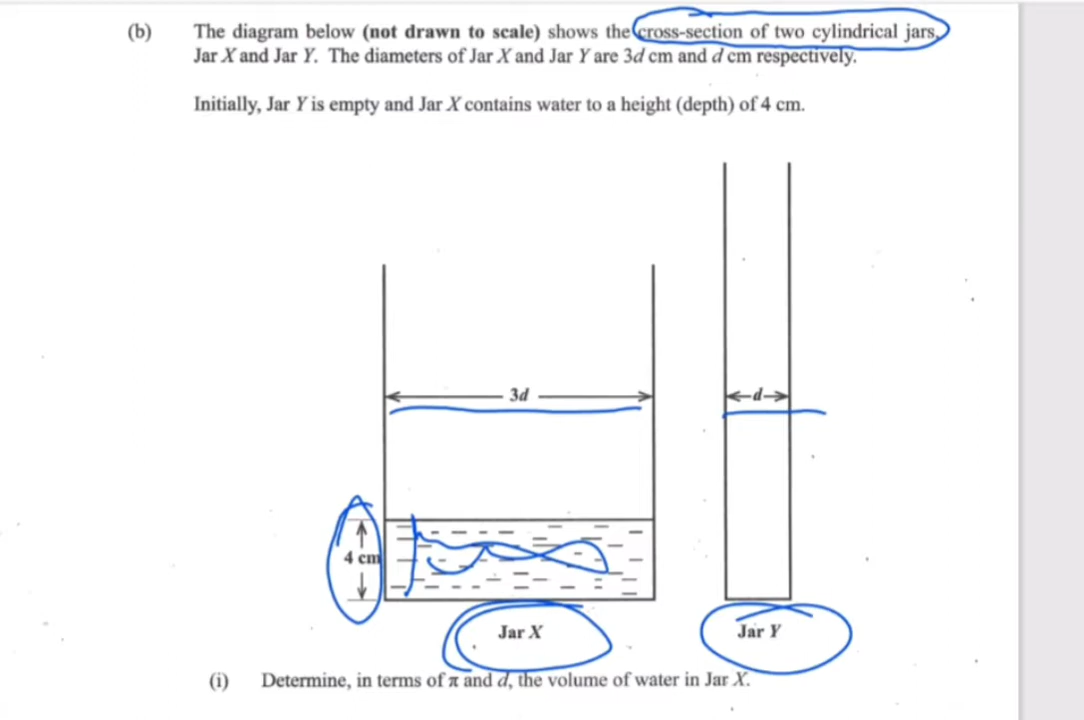 (b) The diagram below (not drawn to scale) shows the cross-section of two cylindrical jars,
Jar X and Jar Y. The diameters of Jar X and Jar Y are 3d cm and d cm respectively.
Initially, Jar Y is empty and Jar X contains water to a height (depth) of 4 cm.
3d
d
4 cm
Jar X
Jar Y
(i) Determine, in terms of π and d, the volume of water in Jar X.